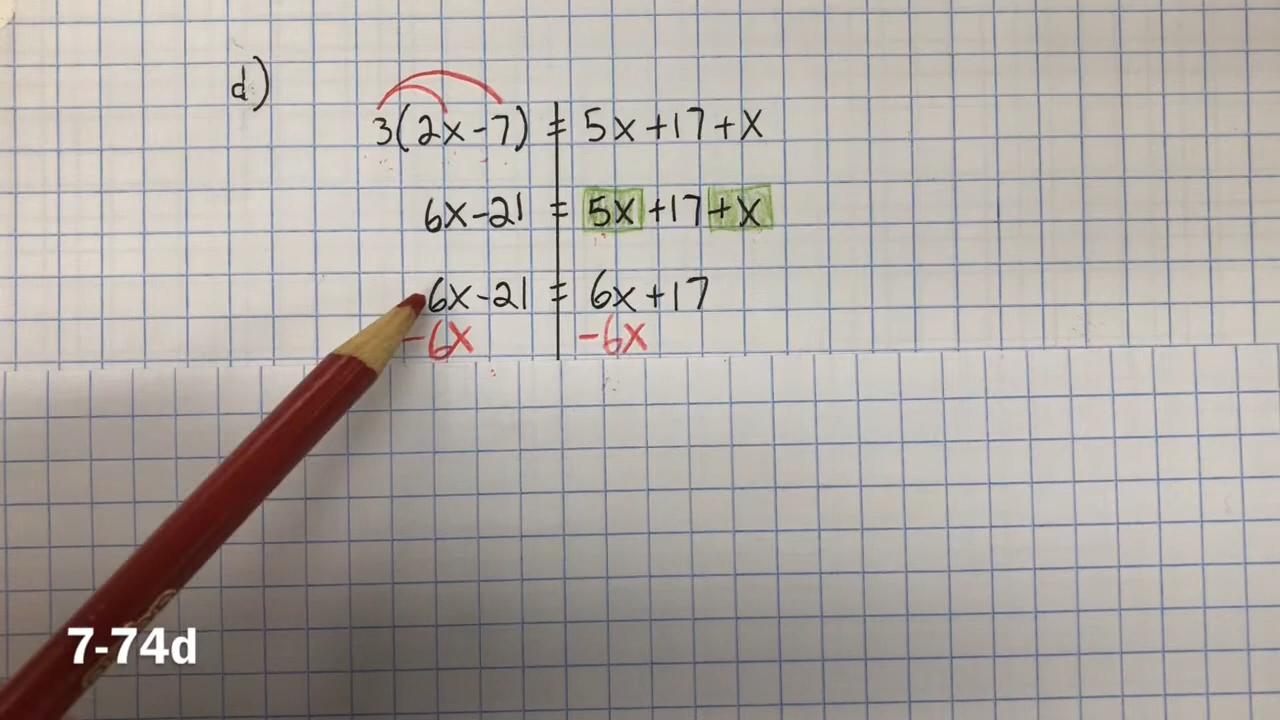 d)
3(2x-7) = 5x+17+x
6x-21 = 5x+17+x
6x-21 = 6x+17
-6x -6x
7-74d